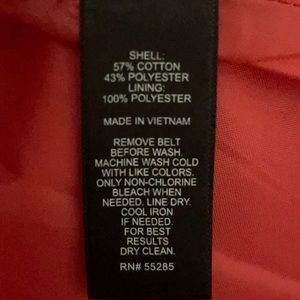 SHELL:
57% COTTON
43% POLYESTER
LINING:
100% POLYESTER
MADE IN VIETNAM
REMOVE BELT
BEFORE WASH.
MACHINE WASH COLD
WITH LIKE COLORS.
ONLY NON-CHLORINE
BLEACH WHEN
NEEDED. LINE DRY.
COOL IRON
IF NEEDED.
FOR BEST
RESULTS
DRY CLEAN.
RN# 55285